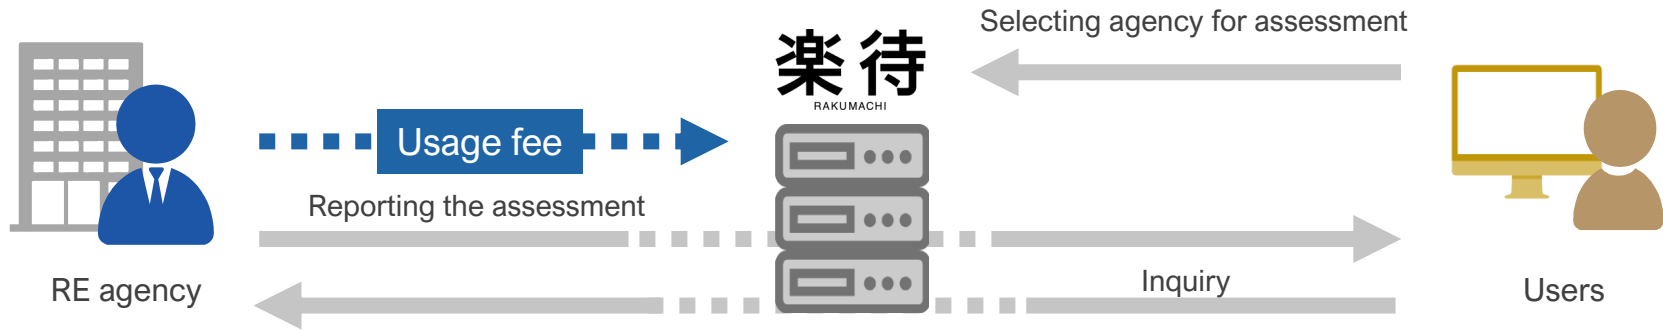 Selecting agency for assessment
楽待
RAKUMACHI
Usage fee
Reporting the assessment
Inquiry
RE agency
Users